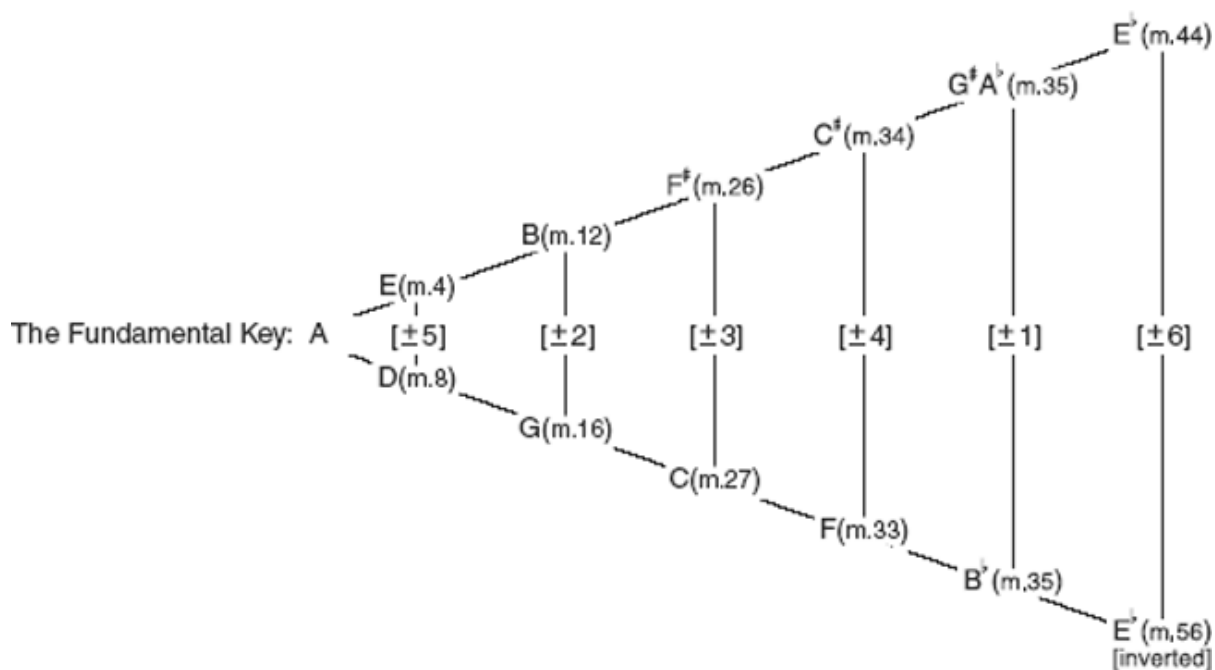 E♭(m.44)
G♯A♭(m.35)
C♯(m.34)
F♯(m.26)
B(m.12)
E(m.4)
The Fundamental Key: A [±5] [±2] [±3] [±4] [±1] [±6]
D(m.8)
G(m.16)
C(m.27)
F(m.33)
B♭(m,35)
E♭(m,56)
[inverted]